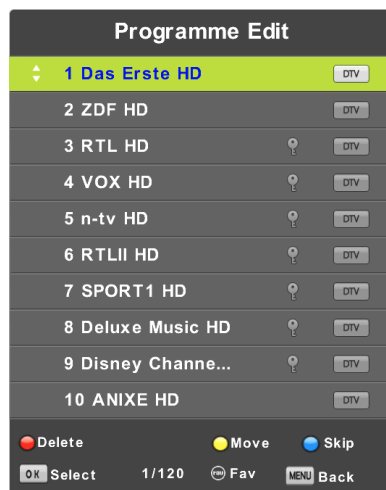 Programme Edit
1 Das Erste HD DTV
2 ZDF HD DTV
3 RTL HD DTV
4 VOX HD DTV
5 n-tv HD DTV
6 RTLII HD DTV
7 SPORT1 HD DTV
8 Deluxe Music HD DTV
9 Disney Channe... DTV
10 ANIXE HD DTV
Delete Move Skip
OK Select 1/120 Fav MENU Back